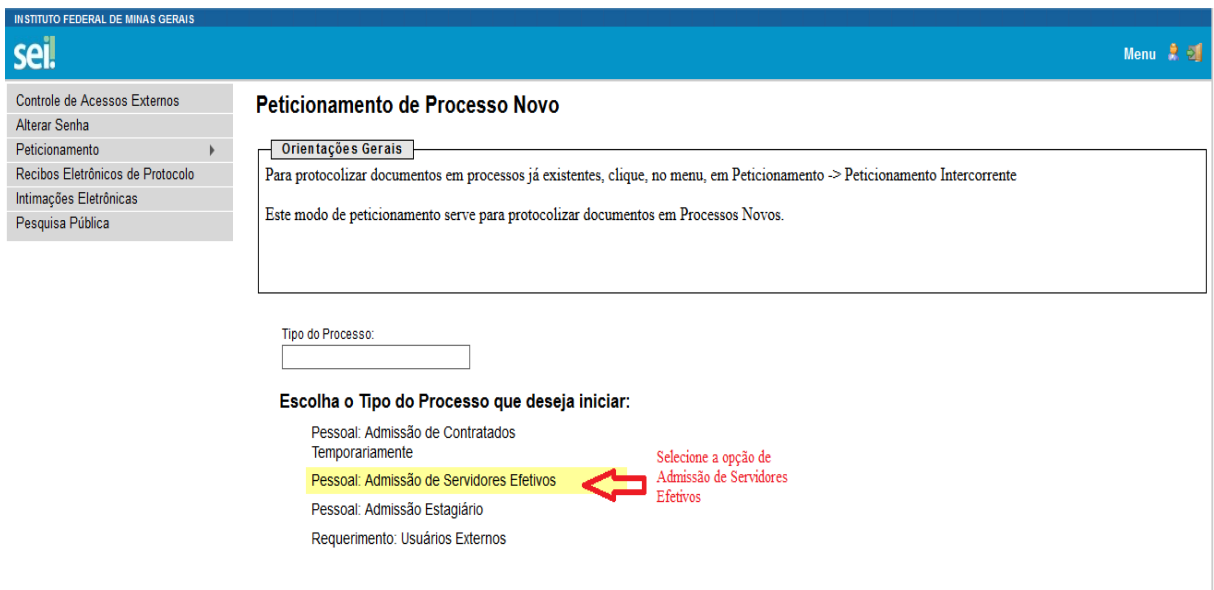 INSTITUTO FEDERAL DE MINAS GERAIS
sei!
Menu
Controle de Acessos Externos
Alterar Senha
Peticionamento
Recibos Eletrônicos de Protocolo
Intimações Eletrônicas
Pesquisa Pública
Peticionamento de Processo Novo
Orientações Gerais
Para protocolizar documentos em processos já existentes, clique, no menu, em Peticionamento -> Peticionamento Intercorrente
Este modo de peticionamento serve para protocolizar documentos em Processos Novos.
Tipo do Processo:
Escolha o Tipo do Processo que deseja iniciar:
Pessoal: Admissão de Contratados
Temporariamente
Pessoal: Admissão de Servidores Efetivos
Pessoal: Admissão Estagiário
Requerimento: Usuários Externos
Selecione a opção de
Admissão de Servidores
Efetivos